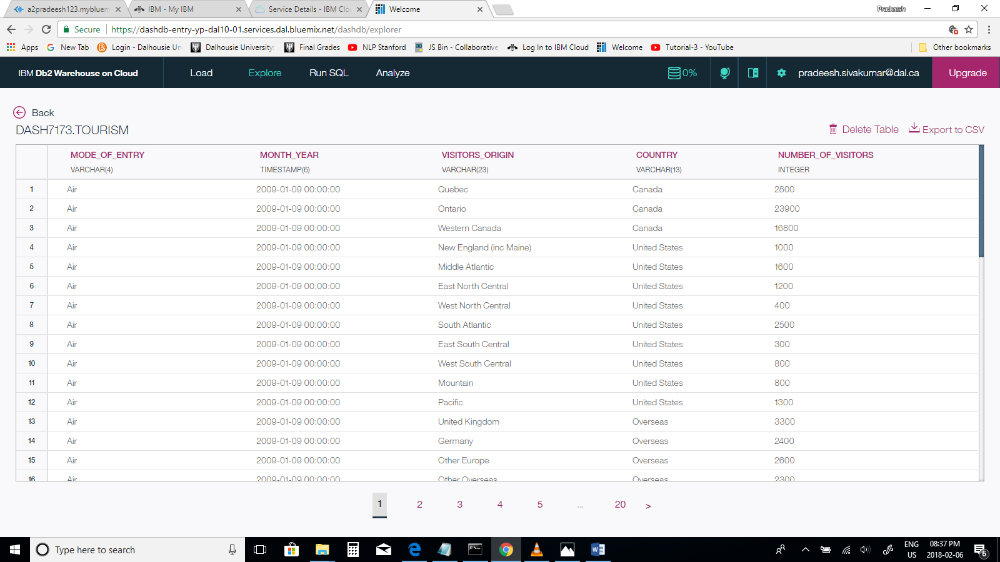 a2pradeesh123.mybluem
IBM - My IBM
Service Details - IBM Clo
Welcome
Pradeesh
Secure
https://dashdb-entry-yp-dal10-01.services.dal.bluemix.net/dashdb/explorer
Apps
New Tab
Login - Dalhousie Un
Dalhousie University:
Final Grades
NLP Stanford
JS Bin - Collaborative
Log In to IBM Cloud
Welcome
Tutorial-3 - YouTube
Other bookmarks
IBM Db2 Warehouse on Cloud
Load
Explore
Run SQL
Analyze
0%
pradeesh.sivakumar@dal.ca
Upgrade
Back
DASH7173.TOURISM
Delete Table
Export to CSV
MODE_OF_ENTRY MONTH_YEAR VISITORS_ORIGIN COUNTRY NUMBER_OF_VISITORS
VARCHAR(4) TIMESTAMP(6) VARCHAR(23) VARCHAR(13) INTEGER
1 Air 2009-01-09 00:00:00 Quebec Canada 2800
2 Air 2009-01-09 00:00:00 Ontario Canada 23900
3 Air 2009-01-09 00:00:00 Western Canada Canada 16800
4 Air 2009-01-09 00:00:00 New England (inc Maine) United States 1000
5 Air 2009-01-09 00:00:00 Middle Atlantic United States 1600
6 Air 2009-01-09 00:00:00 East North Central United States 1200
7 Air 2009-01-09 00:00:00 West North Central United States 400
8 Air 2009-01-09 00:00:00 South Atlantic United States 2500
9 Air 2009-01-09 00:00:00 East South Central United States 300
10 Air 2009-01-09 00:00:00 West South Central United States 800
11 Air 2009-01-09 00:00:00 Mountain United States 800
12 Air 2009-01-09 00:00:00 Pacific United States 1300
13 Air 2009-01-09 00:00:00 United Kingdom Overseas 3300
14 Air 2009-01-09 00:00:00 Germany Overseas 2400
15 Air 2009-01-09 00:00:00 Other Europe Overseas 2600
16 Air 2009-01-09 00:00:00 Other Overseas Overseas 2300
1 2 3 4 5 ... 20 >
Type here to search
ENG
US
08:37 PM
2018-02-06
6